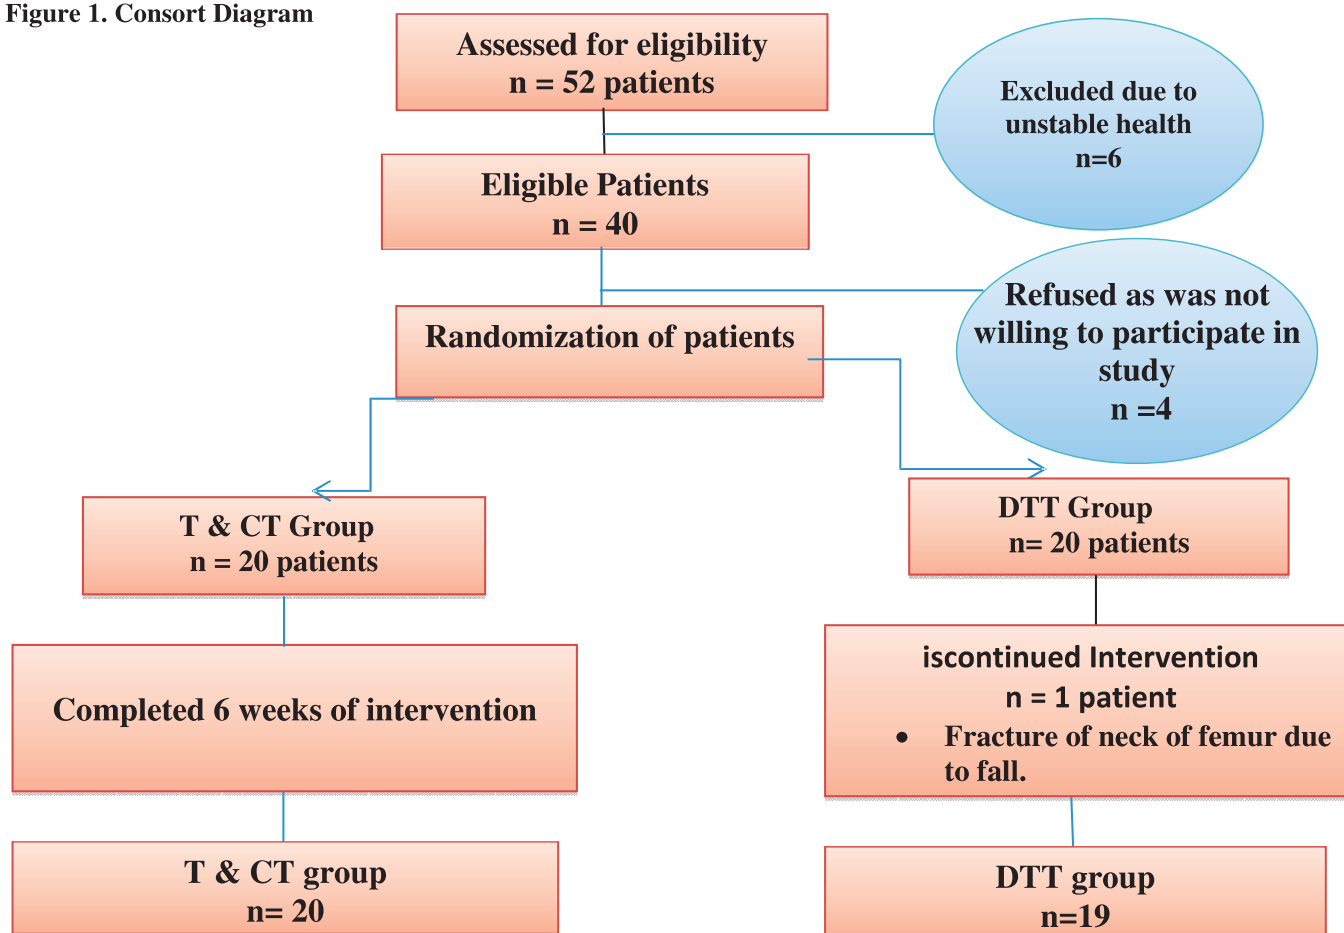 Figure 1. Consort Diagram
Assessed for eligibility
n = 52 patients
Excluded due to
unstable health
n=6
Eligible Patients
n = 40
Refused as was not
willing to participate in
study
n =4
Randomization of patients
T & CT Group
n = 20 patients
DTT Group
n= 20 patients
Completed 6 weeks of intervention
iscontinued Intervention
n = 1 patient
• Fracture of neck of femur due
to fall.
T & CT group
n= 20
DTT group
n=19